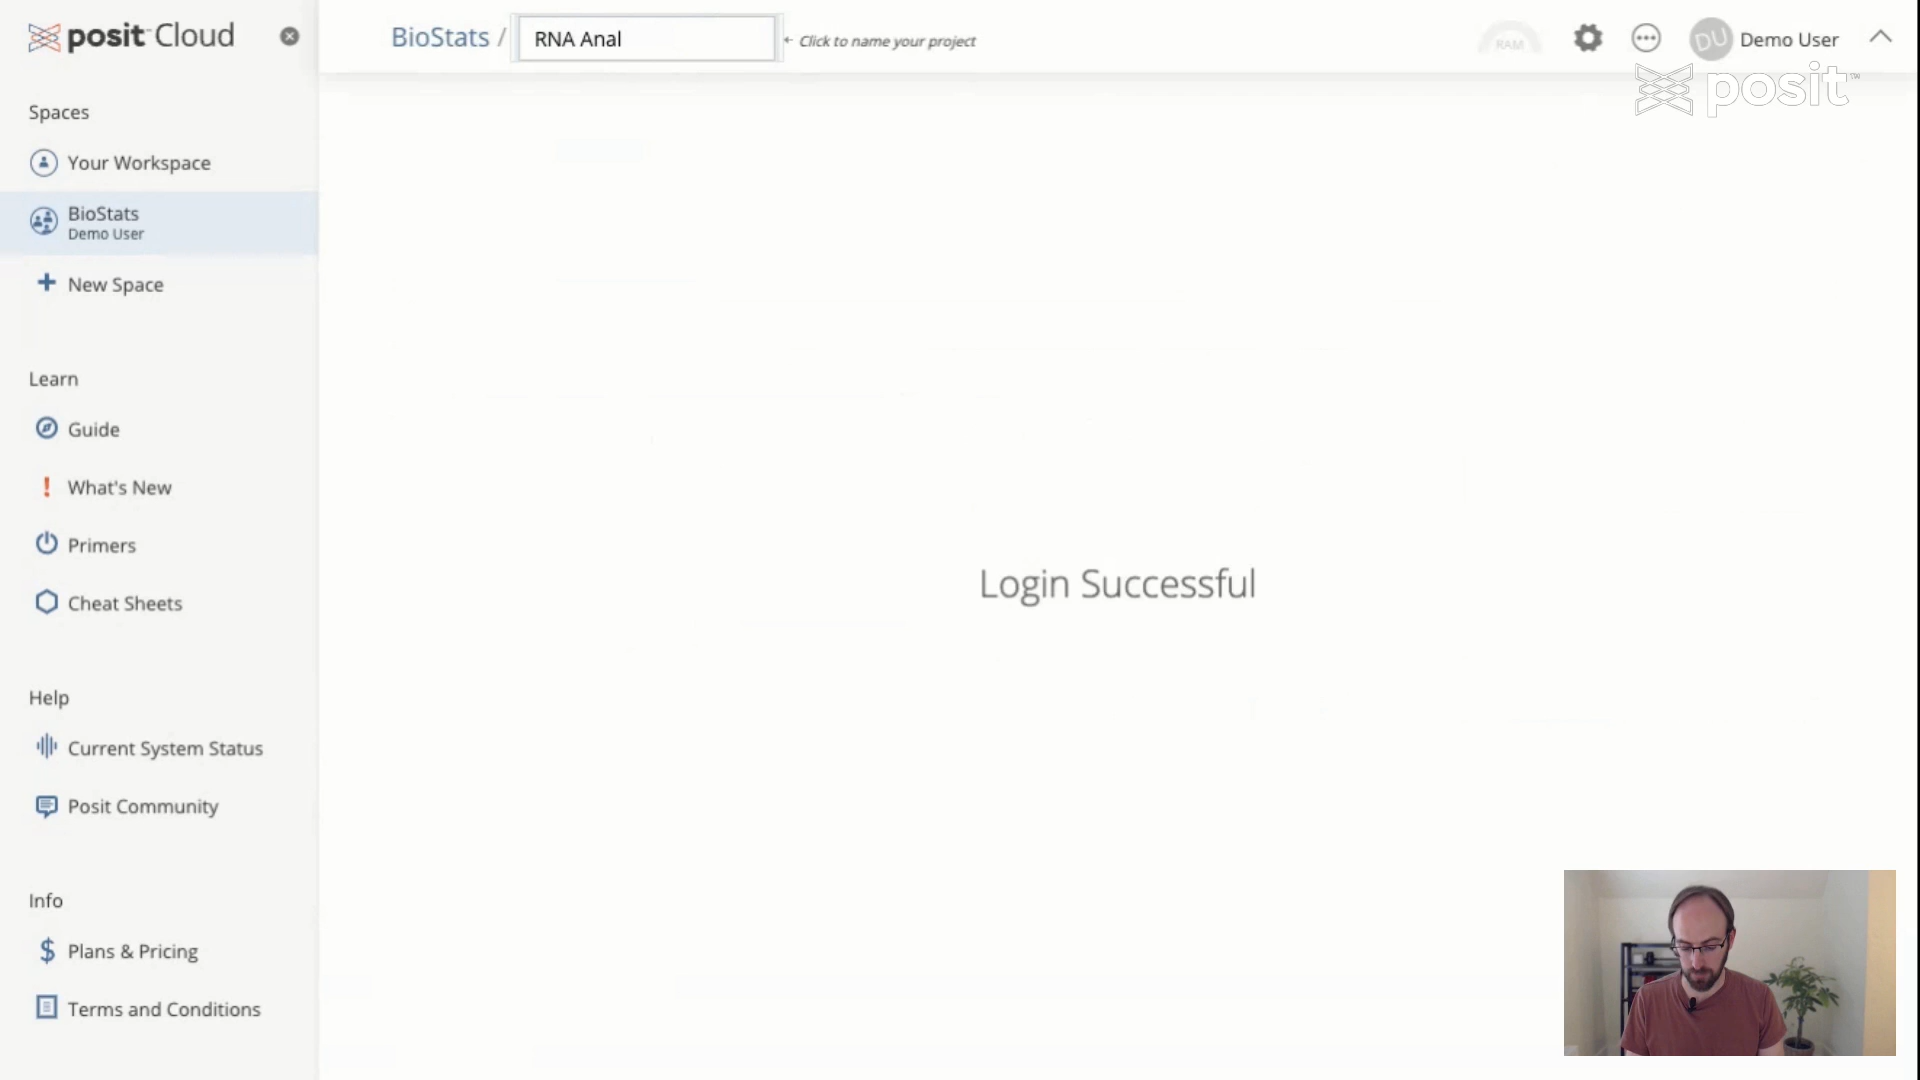 posit Cloud
BioStats / RNA Anal
Click to name your project
RAM
DU
Demo User
posit™
Spaces
Your Workspace
BioStats
Demo User
New Space
Learn
Guide
What's New
Primers
Cheat Sheets
Login Successful
Help
Current System Status
Posit Community
Info
Plans & Pricing
Terms and Conditions